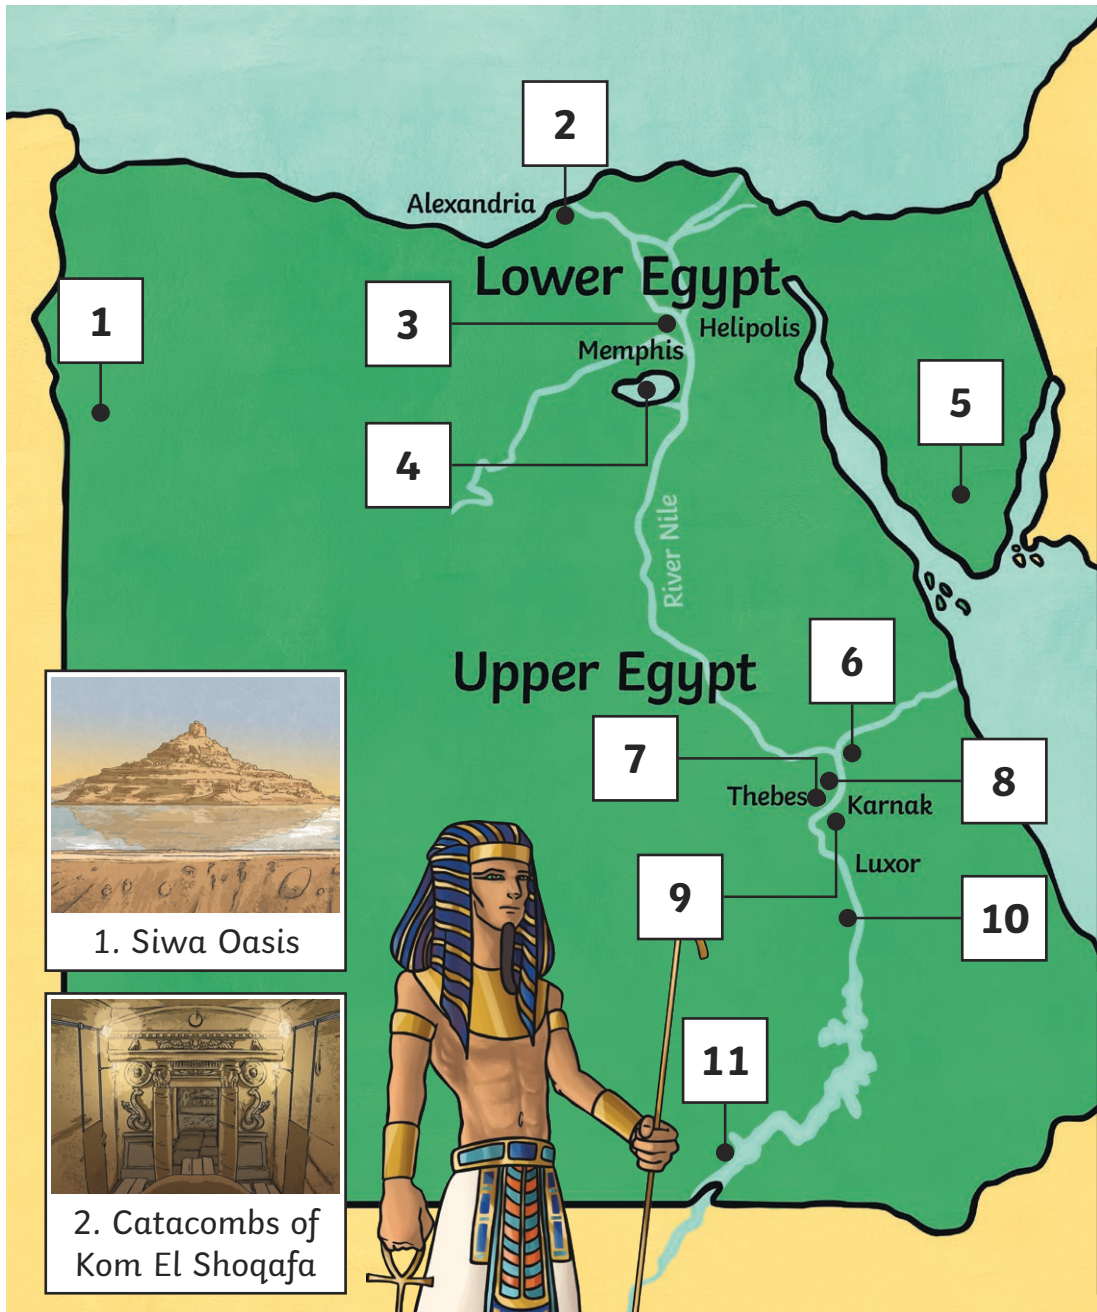 2
Alexandria
Lower Egypt
1
3
Helipolis
Memphis
5
4
River Nile
Upper Egypt
6
7
8
Thebes
Karnak
Luxor
9
10
1. Siwa Oasis
11
2. Catacombs of
Kom El Shoqafa